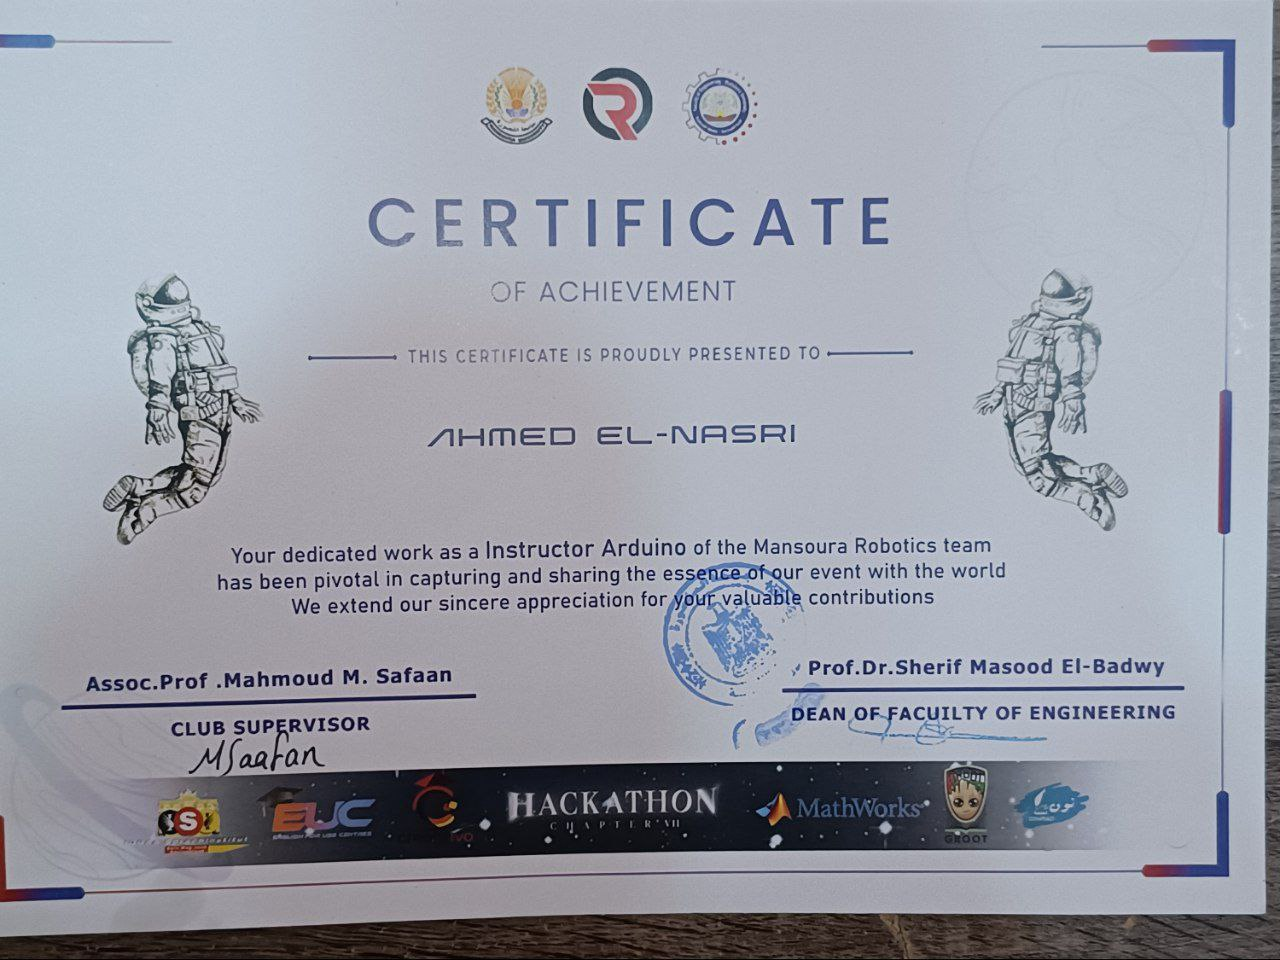 CERTIFICATE
OF ACHIEVEMENT
THIS CERTIFICATE IS PROUDLY PRESENTED TO
AHMED EL-NASRI
Your dedicated work as a Instructor Arduino of the Mansoura Robotics team
has been pivotal in capturing and sharing the essence of our event with the world
We extend our sincere appreciation for your valuable contributions
Assoc.Prof .Mahmoud M. Safaan
CLUB SUPERVISOR
MSaafan
Prof.Dr.Sherif Masood El-Badwy
DEAN OF FACUILTY OF ENGINEERING
S
EUC
ENGLISH FOR USE CENTRES
HACKATHON
CHAPTER VII
MathWorks
GROOT
نون